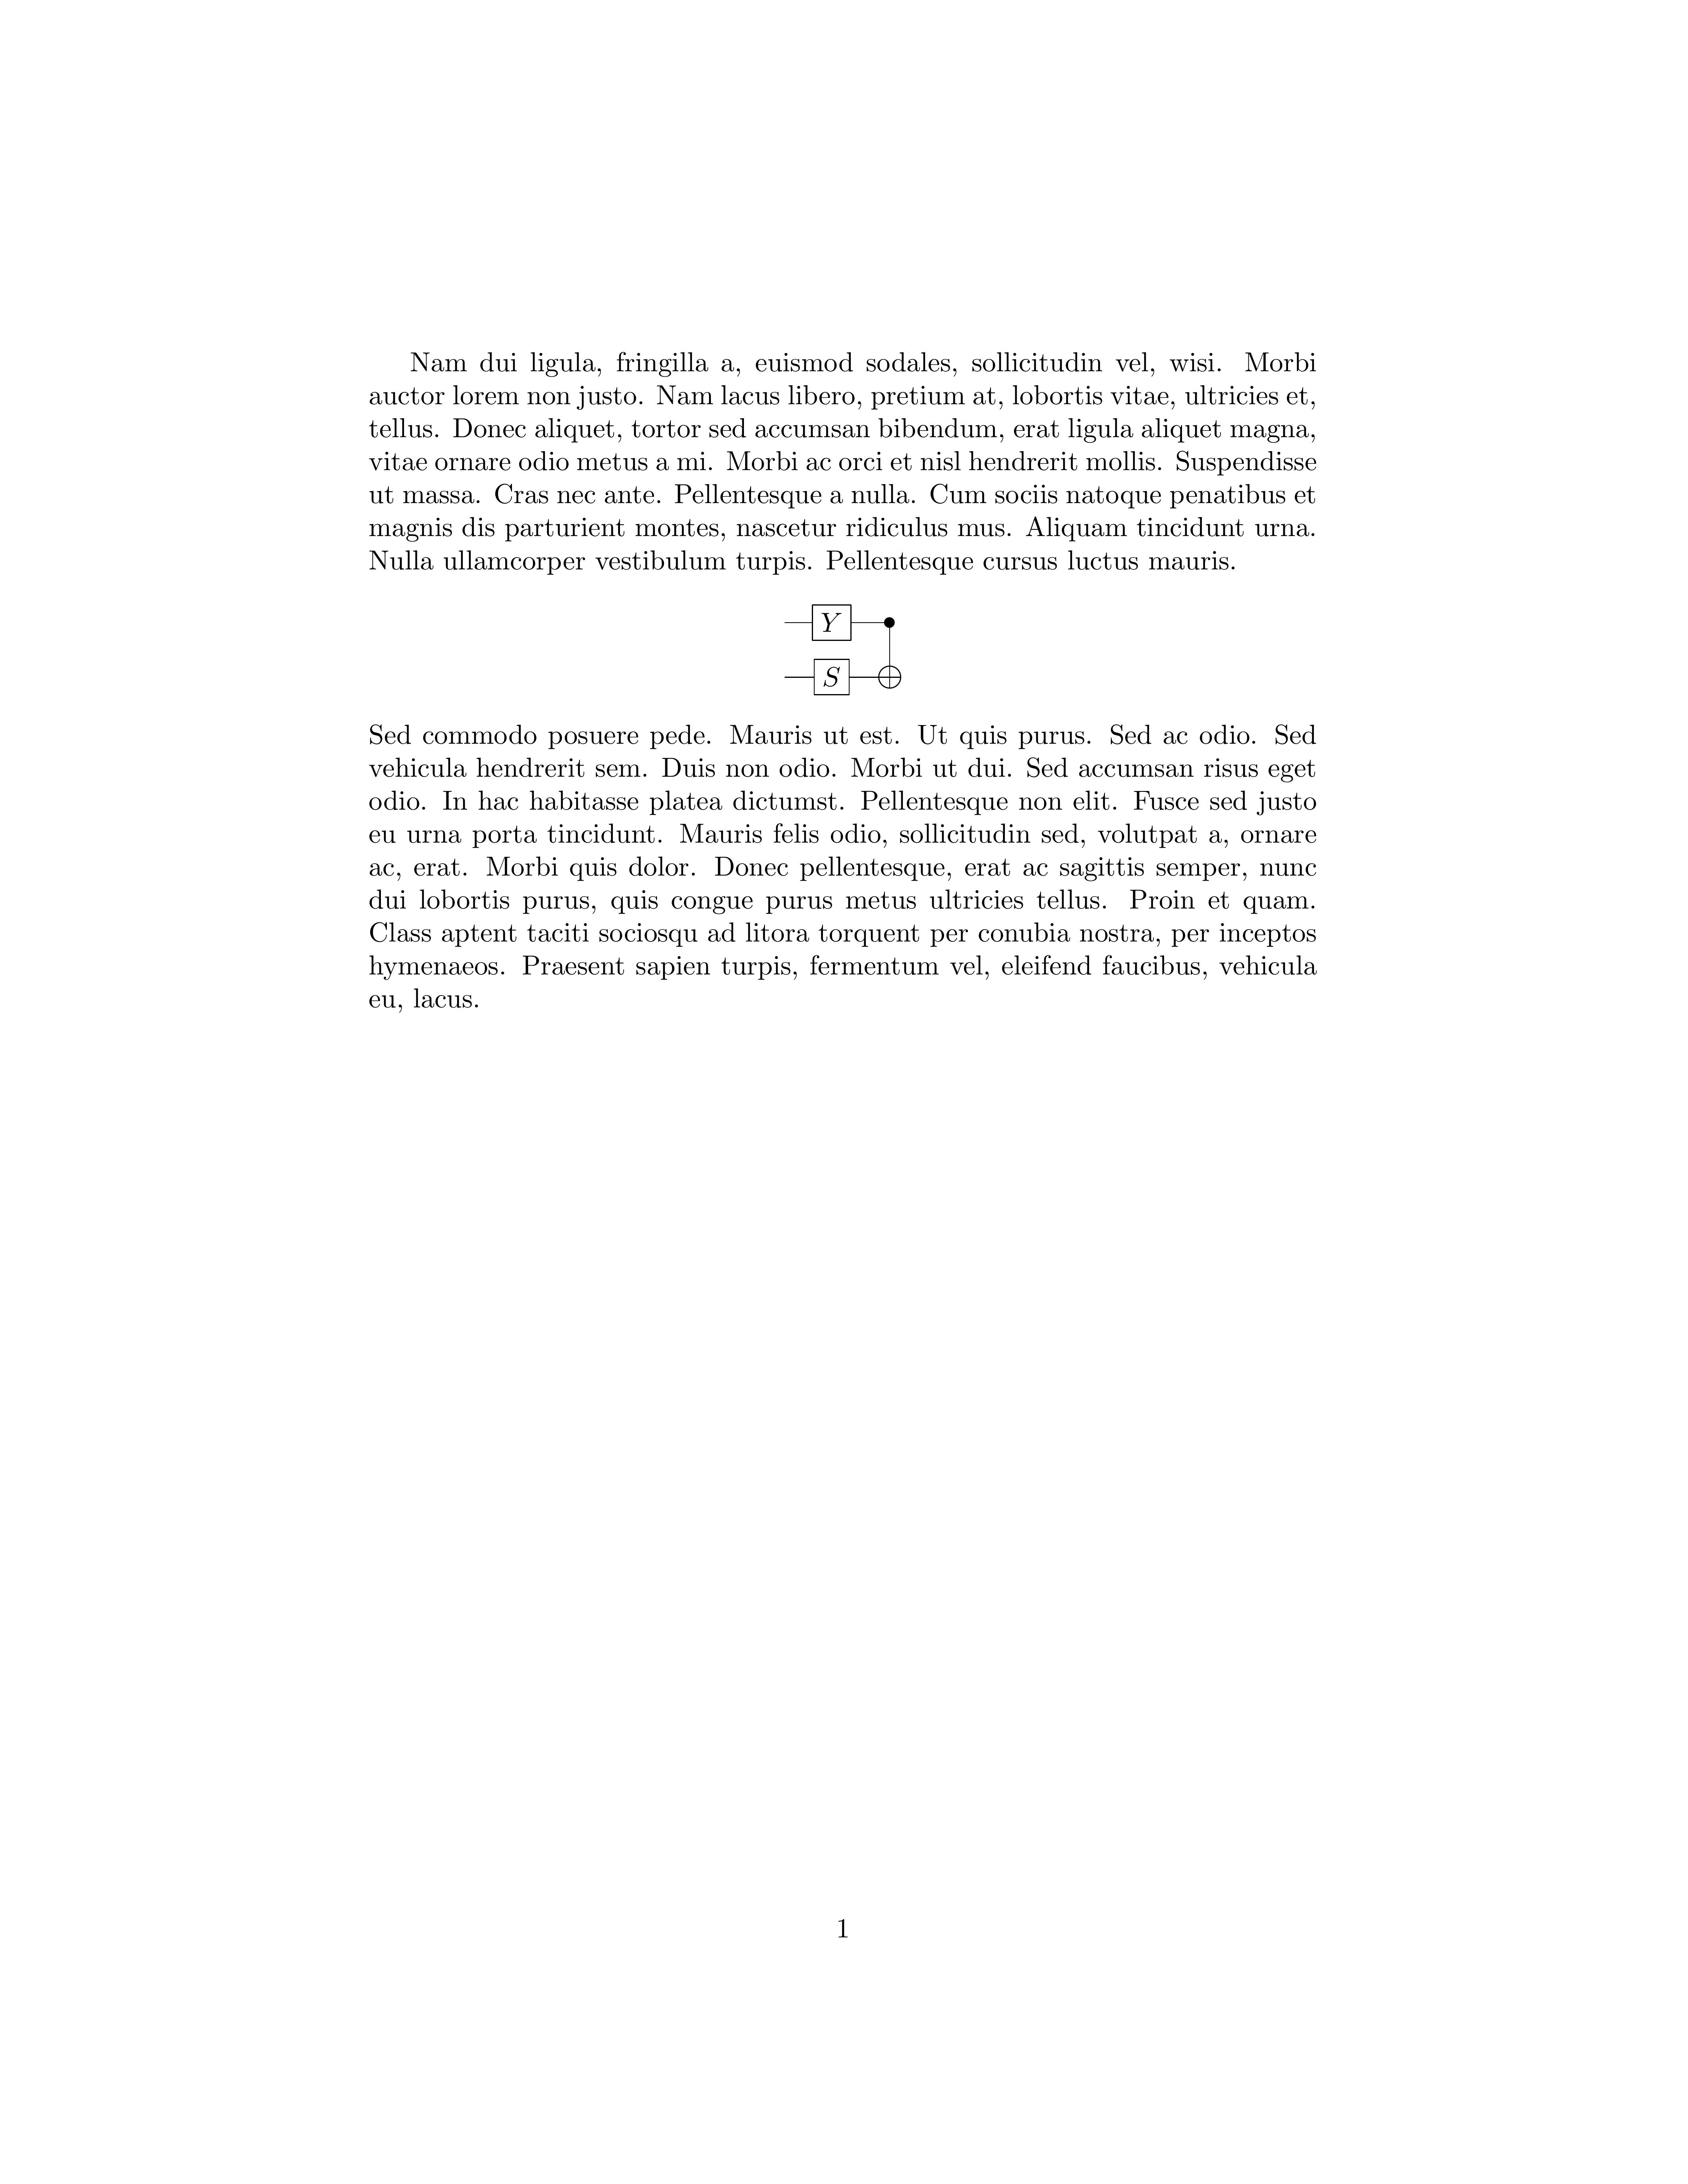 Nam dui ligula, fringilla a, euismod sodales, sollicitudin vel, wisi. Morbi
auctor lorem non justo. Nam lacus libero, pretium at, lobortis vitae, ultricies et,
tellus. Donec aliquet, tortor sed accumsan bibendum, erat ligula aliquet magna,
vitae ornare odio metus a mi. Morbi ac orci et nisl hendrerit mollis. Suspendisse
ut massa. Cras nec ante. Pellentesque a nulla. Cum sociis natoque penatibus et
magnis dis parturient montes, nascetur ridiculus mus. Aliquam tincidunt urna.
Nulla ullamcorper vestibulum turpis. Pellentesque cursus luctus mauris.
Y
S
Sed commodo posuere pede. Mauris ut est. Ut quis purus. Sed ac odio. Sed
vehicula hendrerit sem. Duis non odio. Morbi ut dui. Sed accumsan risus eget
odio. In hac habitasse platea dictumst. Pellentesque non elit. Fusce sed justo
eu urna porta tincidunt. Mauris felis odio, sollicitudin sed, volutpat a, ornare
ac, erat. Morbi quis dolor. Donec pellentesque, erat ac sagittis semper, nunc
dui lobortis purus, quis congue purus metus ultricies tellus. Proin et quam.
Class aptent taciti sociosqu ad litora torquent per conubia nostra, per inceptos
hymenaeos. Praesent sapien turpis, fermentum vel, eleifend faucibus, vehicula
eu, lacus.
1